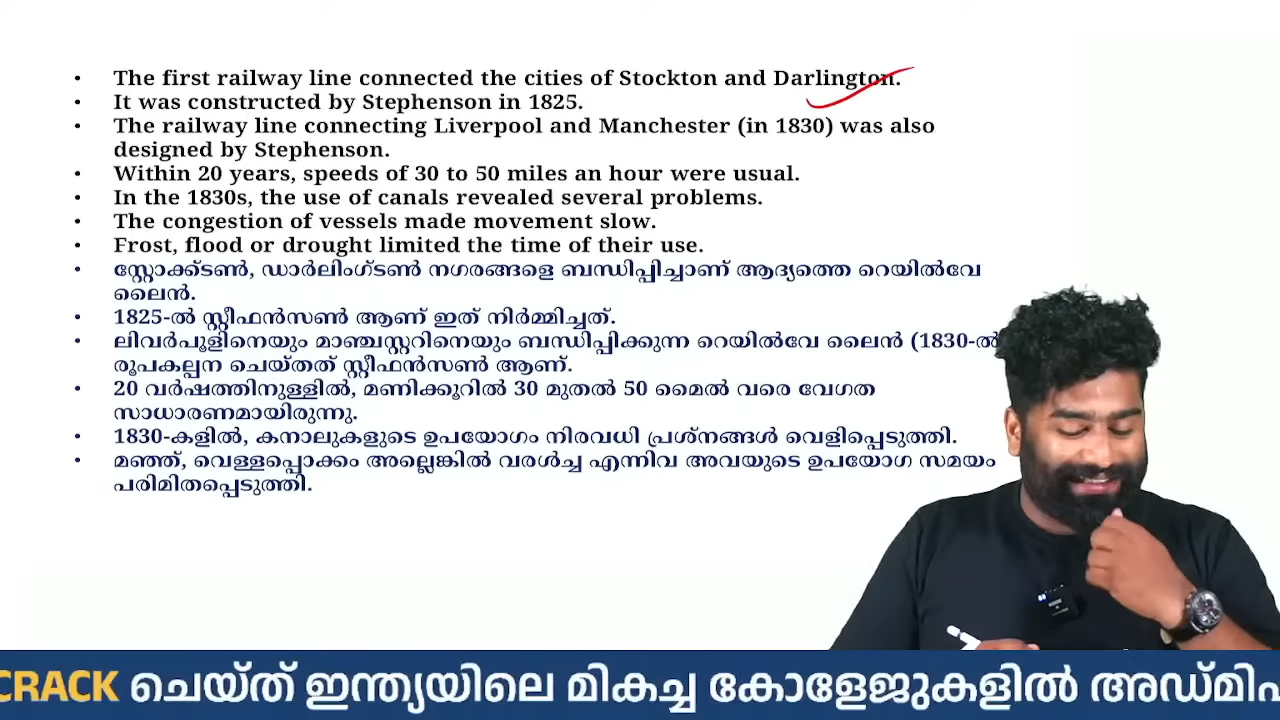 • The first railway line connected the cities of Stockton and Darlington.
• It was constructed by Stephenson in 1825.
• The railway line connecting Liverpool and Manchester (in 1830) was also
designed by Stephenson.
• Within 20 years, speeds of 30 to 50 miles an hour were usual.
• In the 1830s, the use of canals revealed several problems.
• The congestion of vessels made movement slow.
• Frost, flood or drought limited the time of their use.
• സ്റ്റോക്ക്ടൺ, ഡാർലിംഗ്ടൺ നഗരങ്ങളെ ബന്ധിപ്പിച്ചാണ് ആദ്യത്തെ റെയിൽവേ
ലൈൻ.
• 1825-ൽ സ്റ്റീഫൻസൺ ആണ് ഇത് നിർമ്മിച്ചത്.
• ലിവർപൂളിനെയും മാഞ്ചസ്റ്ററിനെയും ബന്ധിപ്പിക്കുന്ന റെയിൽവേ ലൈൻ (1830-ൽ
രൂപകല്പന ചെയ്തത് സ്റ്റീഫൻസൺ ആണ്.
• 20 വർഷത്തിനുള്ളിൽ, മണിക്കൂറിൽ 30 മുതൽ 50 മൈൽ വരെ വേഗത
സാധാരണമായിരുന്നു.
• 1830-കളിൽ, കനാലുകളുടെ ഉപയോഗം നിരവധി പ്രശ്നങ്ങൾ വെളിപ്പെടുത്തി.
• മഞ്ഞ്, വെള്ളപ്പൊക്കം അല്ലെങ്കിൽ വരൾച്ച എന്നിവ അവയുടെ ഉപയോഗ സമയം
പരിമിതപ്പെടുത്തി.
CRACK ചെയ്ത് ഇന്ത്യയിലെ മികച്ച കോളേജുകളിൽ